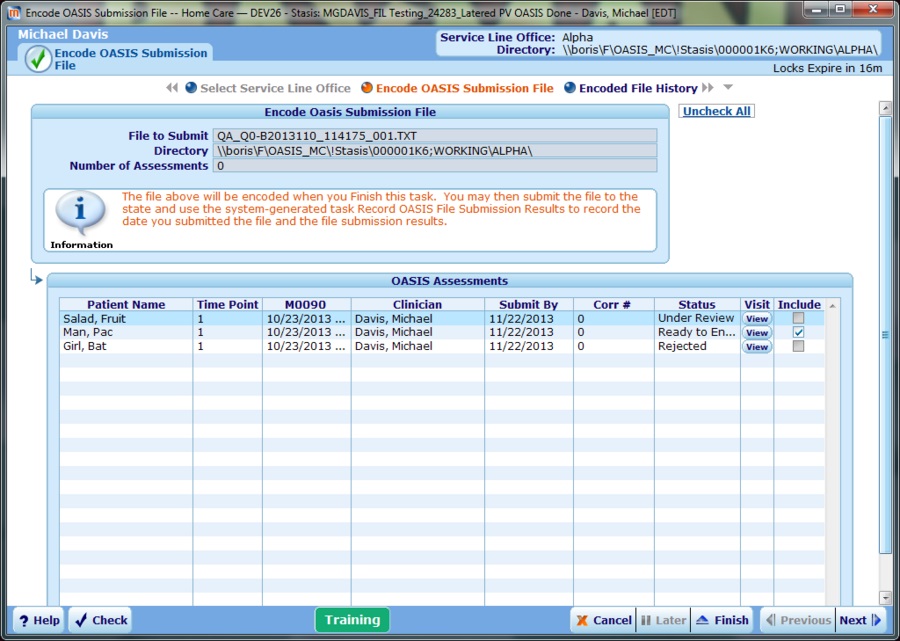 Encode OASIS Submission File -- Home Care — DEV26 - Stasis: MGDAVIS_FIL Testing_24283_Latered PV OASIS Done - Davis, Michael [EDT]
Michael Davis
Encode OASIS Submission
File
Service Line Office: Alpha
Directory: \\boris\F\OASIS_MC\!Stasis\000001K6;WORKING\ALPHA\
Locks Expire in 16m
Select Service Line Office Encode OASIS Submission File Encoded File History
Encode Oasis Submission File
Uncheck All
File to Submit QA_Q0-B2013110_114175_001.TXT
Directory \\boris\F\OASIS_MC\!Stasis\000001K6;WORKING\ALPHA\
Number of Assessments 0
The file above will be encoded when you Finish this task. You may then submit the file to the
state and use the system-generated task Record OASIS File Submission Results to record the
date you submitted the file and the file submission results.
Information
OASIS Assessments
Patient Name Time Point M0090 Clinician Submit By Corr # Status Visit Include
Salad, Fruit 1 10/23/2013 ... Davis, Michael 11/22/2013 0 Under Review View
Man, Pac 1 10/23/2013 ... Davis, Michael 11/22/2013 0 Ready to En... View
Girl, Bat 1 10/23/2013 ... Davis, Michael 11/22/2013 0 Rejected View
? Help Check Training Cancel Later Finish Previous Next